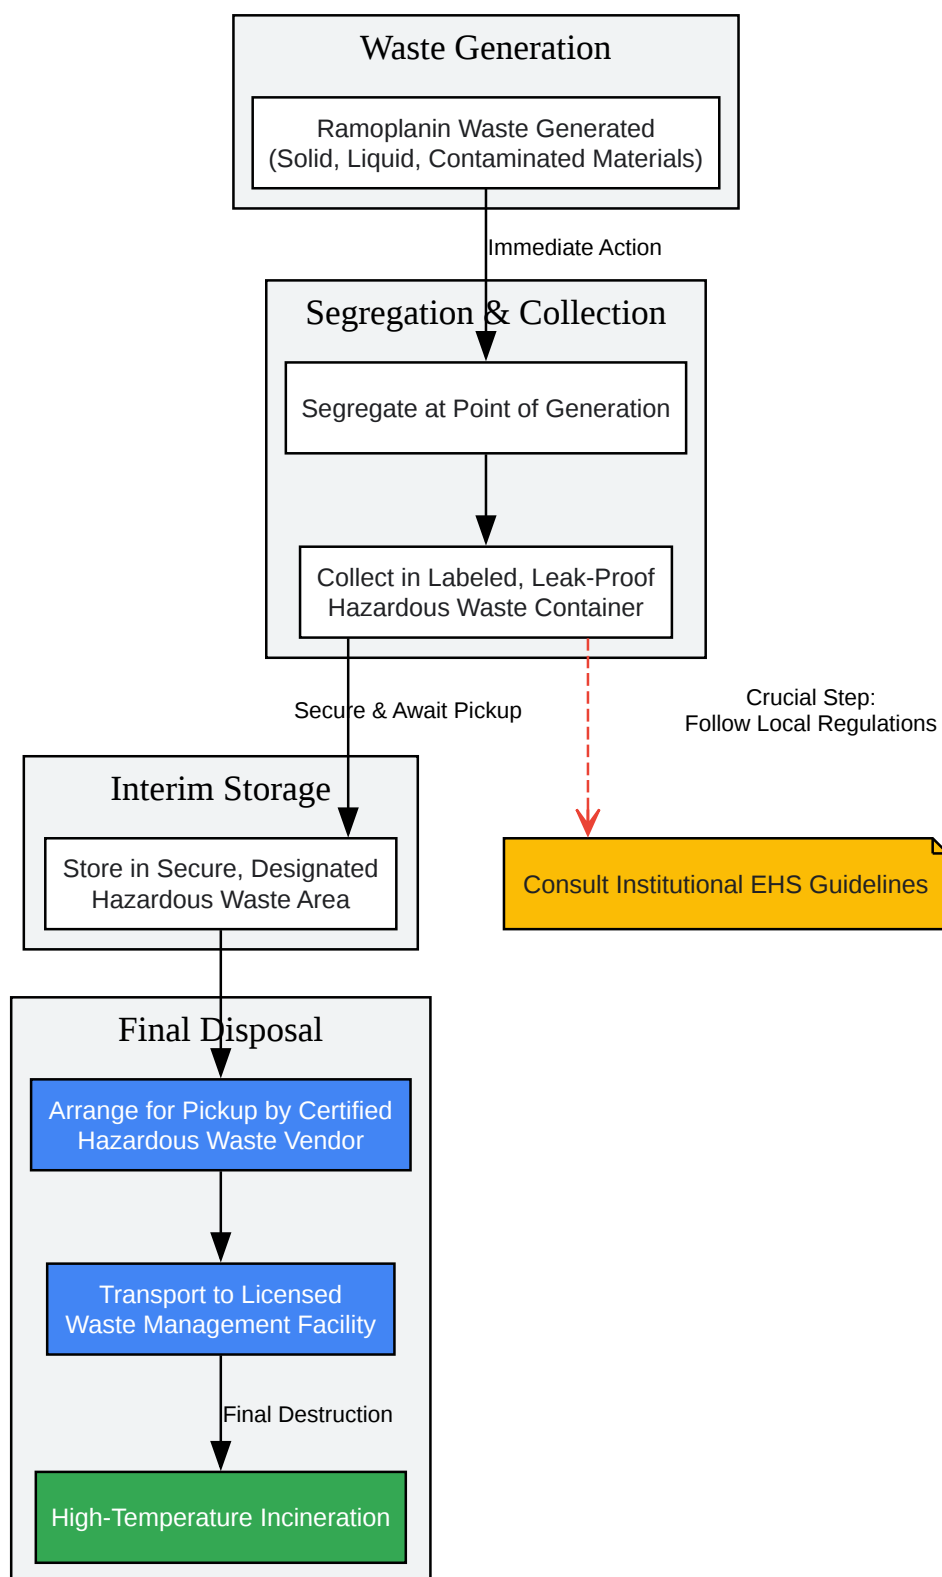 Waste Generation
Ramoplanin Waste Generated
(Solid, Liquid, Contaminated Materials)
Immediate Action
Segregation & Collection
Segregate at Point of Generation
Collect in Labeled, Leak-Proof
Hazardous Waste Container
Secure & Await Pickup
Crucial Step:
Follow Local Regulations
Interim Storage
Store in Secure, Designated
Hazardous Waste Area
Consult Institutional EHS Guidelines
Final Disposal
Arrange for Pickup by Certified
Hazardous Waste Vendor
Transport to Licensed
Waste Management Facility
Final Destruction
High-Temperature Incineration